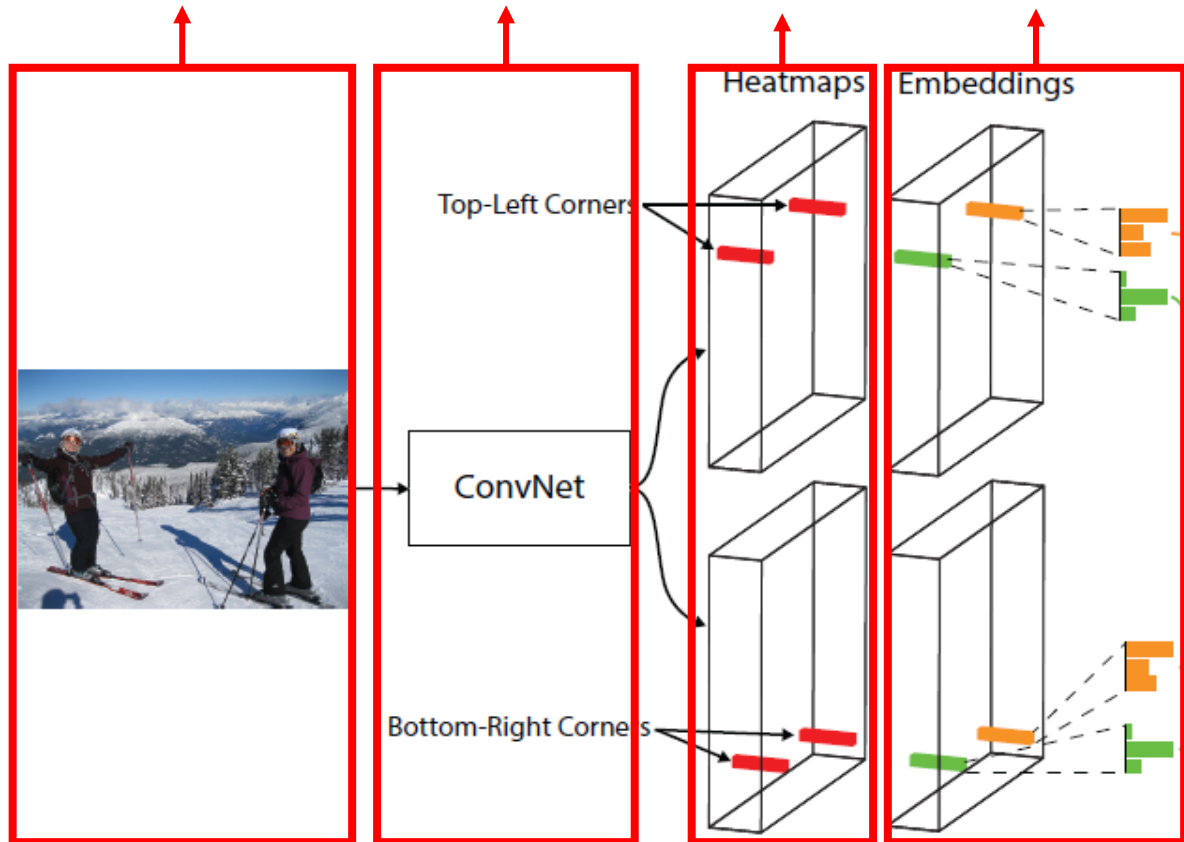 Heatmaps
Embeddings
Top-Left Corners
ConvNet
Bottom-Right Corners